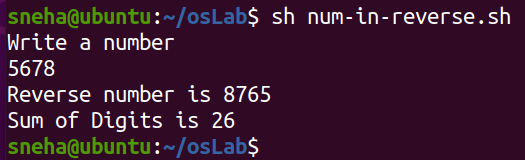 sneha@ubuntu:~/osLab$ sh num-in-reverse.sh
Write a number
5678
Reverse number is 8765
Sum of Digits is 26
sneha@ubuntu:~/osLab$